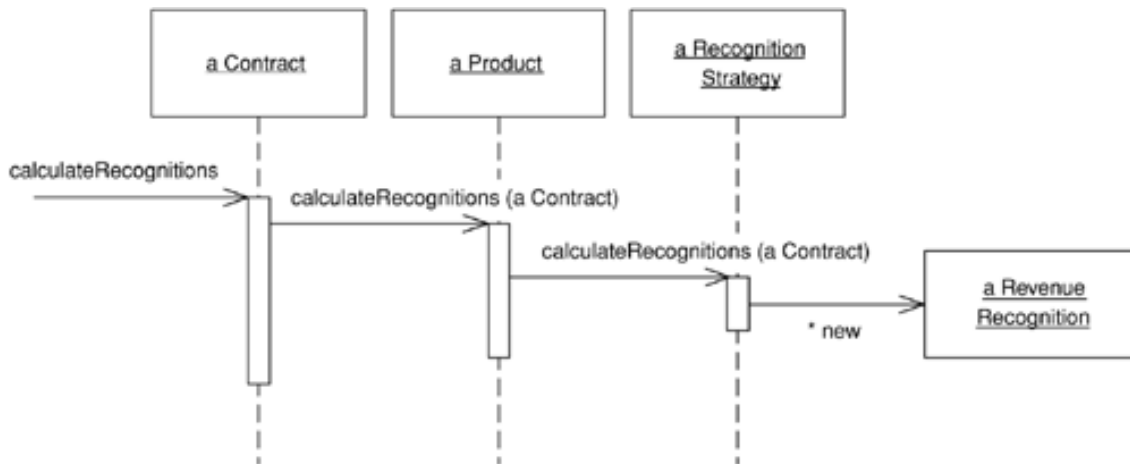 a Contract
a Product
a Recognition
Strategy
calculateRecognitions
calculateRecognitions (a Contract)
calculateRecognitions (a Contract)
a Revenue
Recognition
* new